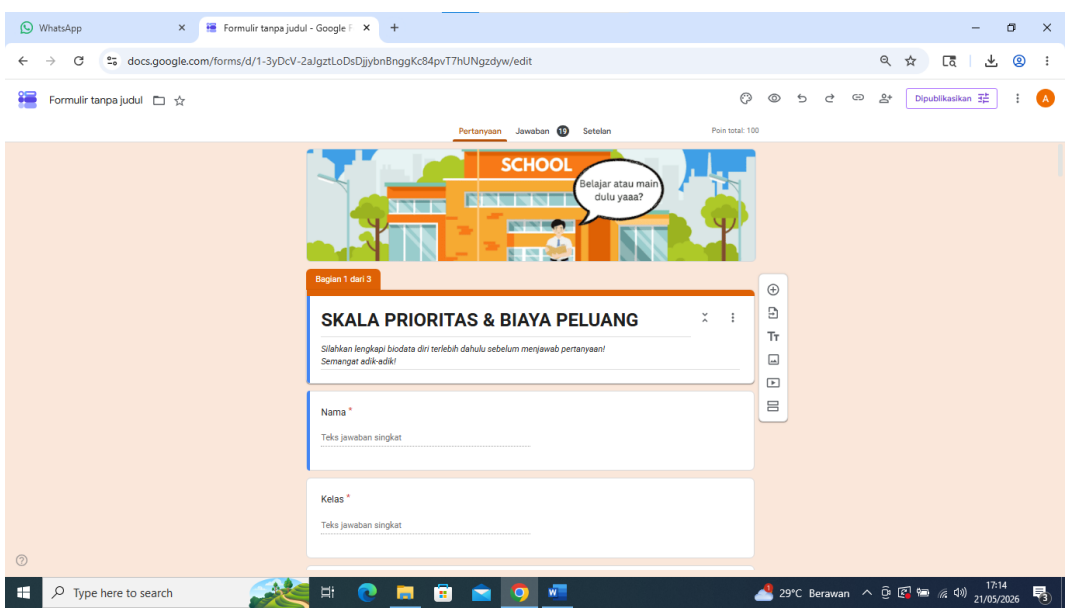 WhatsApp
Formulir tanpa judul - Google F
docs.google.com/forms/d/1-3yDcV-2aJgztLoDsDjjybnBnggKc84pvT7hUNgzdyw/edit
Formulir tanpa judul
Dipublikasikan
A
Pertanyaan Jawaban 19 Setelan
Poin total: 100
SCHOOL
Belajar atau main
dulu yaaa?
Bagian 1 dari 3
SKALA PRIORITAS & BIAYA PELUANG
Silahkan lengkapi biodata diri terlebih dahulu sebelum menjawab pertanyaan!
Semangat adik-adik!
Tт
Nama *
Teks jawaban singkat
Kelas *
Teks jawaban singkat
Type here to search
W
29°C Berawan
17:14
21/05/2026
3